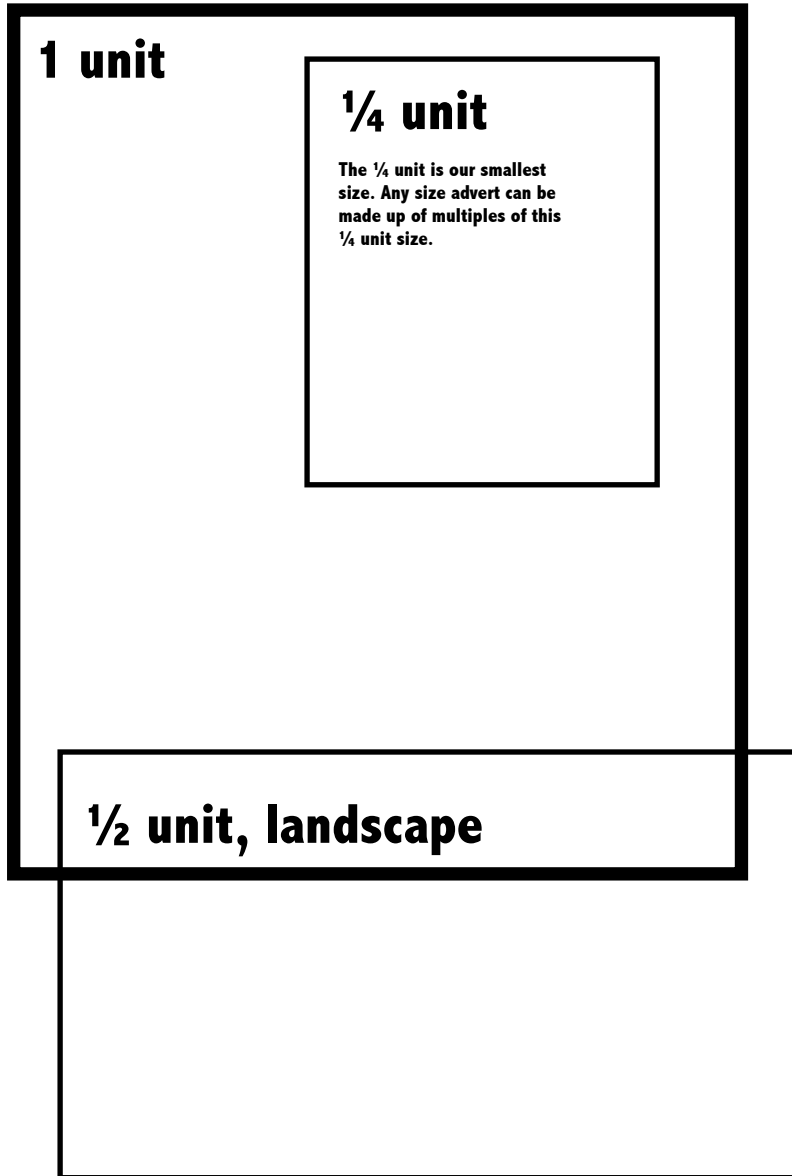 1 unit
¼ unit
The ¼ unit is our smallest
size. Any size advert can be
made up of multiples of this
¼ unit size.
½ unit, landscape